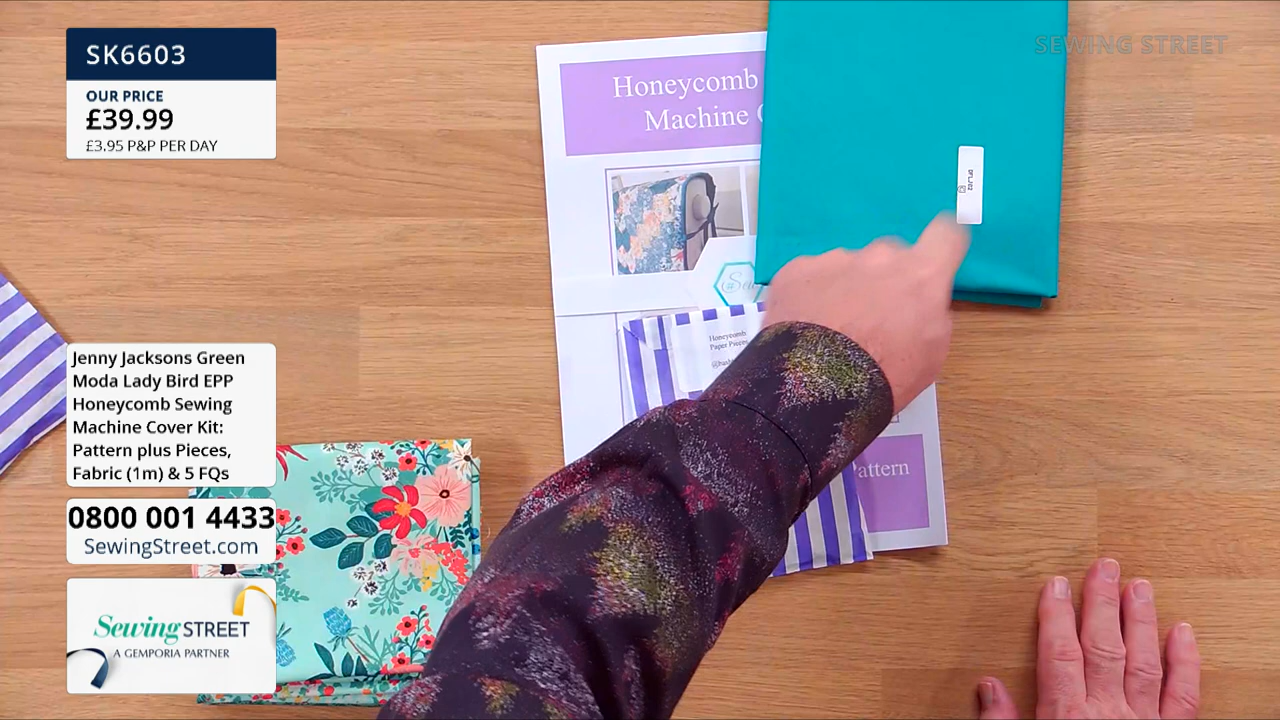 SK6603
OUR PRICE
£39.99
£3.95 P&P PER DAY
SEWING STREET
Honeycomb
Machine
Honeycomb
Paper Pieces
attern
Jenny Jacksons Green
Moda Lady Bird EPP
Honeycomb Sewing
Machine Cover Kit:
Pattern plus Pieces,
Fabric (1m) & 5 FQs
0800 001 4433
SewingStreet.com
Sewing STREET
A GEMPORIA PARTNER